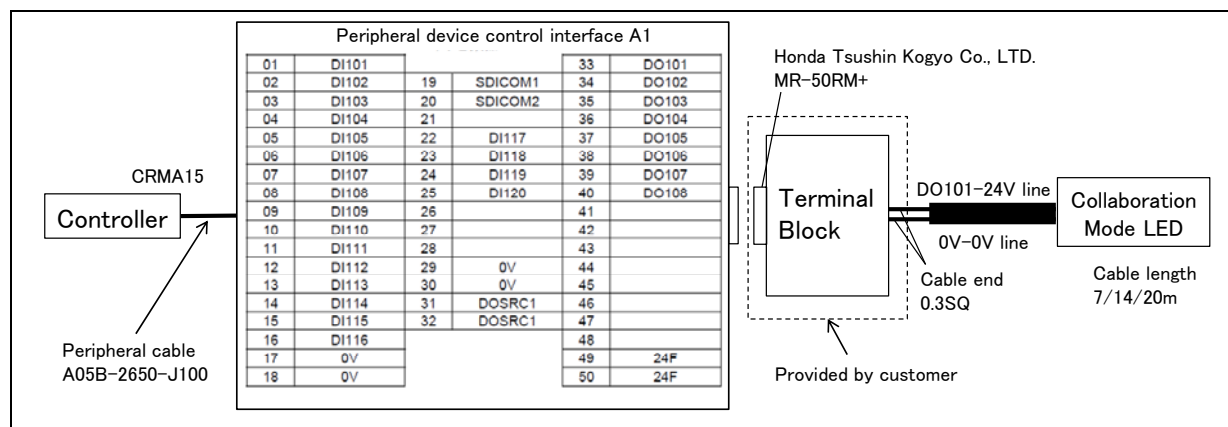 Peripheral device control interface A1
01 DI101 33 DO101
02 DI102 19 SDICOM1 34 DO102
03 DI103 20 SDICOM2 35 DO103
04 DI104 21 36 DO104
05 DI105 22 DI117 37 DO105
06 DI106 23 DI118 38 DO106
07 DI107 24 DI119 39 DO107
08 DI108 25 DI120 40 DO108
09 DI109 26 41
10 DI110 27 42
11 DI111 28 43
12 DI112 29 0V 44
13 DI113 30 0V 45
14 DI114 31 DOSRC1 46
15 DI115 32 DOSRC1 47
16 DI116 48
17 0V 49 24F
18 0V 50 24F
CRMA15
Controller
Peripheral cable
A05B-2650-J100
Honda Tsushin Kogyo Co., LTD.
MR-50RM+
Terminal
Block
DO101-24V line
0V-0V line
Cable end
0.3SQ
Provided by customer
Collaboration
Mode LED
Cable length
7/14/20m